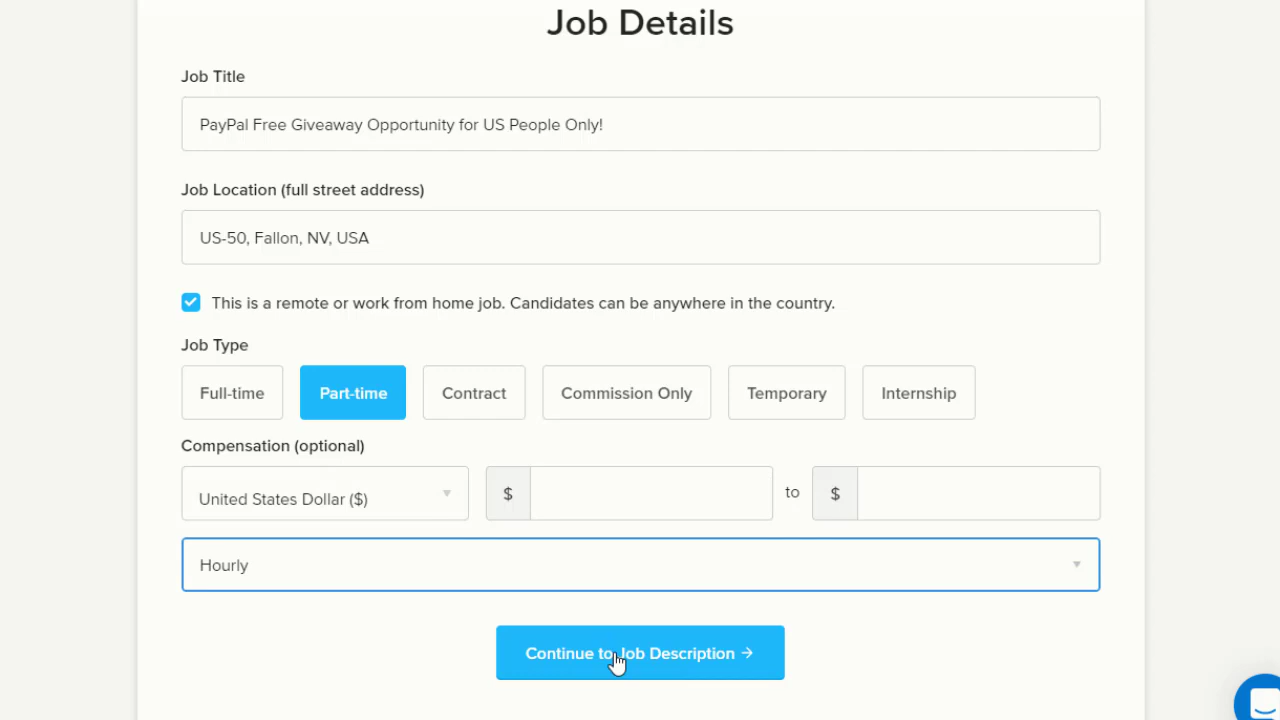 Job Details
Job Title
PayPal Free Giveaway Opportunity for US People Only!
Job Location (full street address)
US-50, Fallon, NV, USA
This is a remote or work from home job. Candidates can be anywhere in the country.
Job Type
Full-time Part-time Contract Commission Only Temporary Internship
Compensation (optional)
United States Dollar ($) $ to $
Hourly
Continue to Job Description →